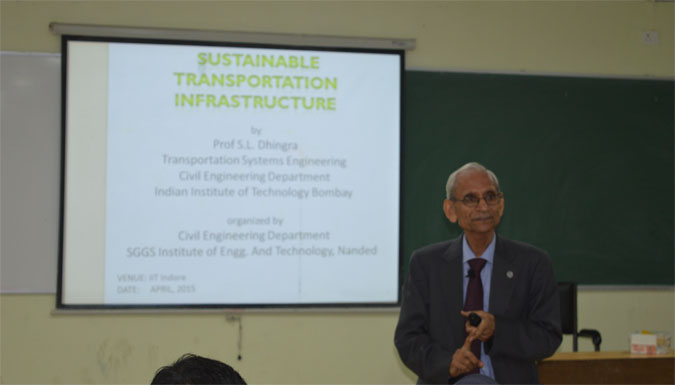 SUSTAINABLE
TRANSPORTATION
INFRASTRUCTURE
by
Prof S.L. Dhingra
Transportation Systems Engineering
Civil Engineering Department
Indian Institute of Technology Bombay
organized by
Civil Engineering Department
SGGS Institute of Engg. And Technology, Nanded
VENUE: IIT Indore
DATE: APRIL, 2015